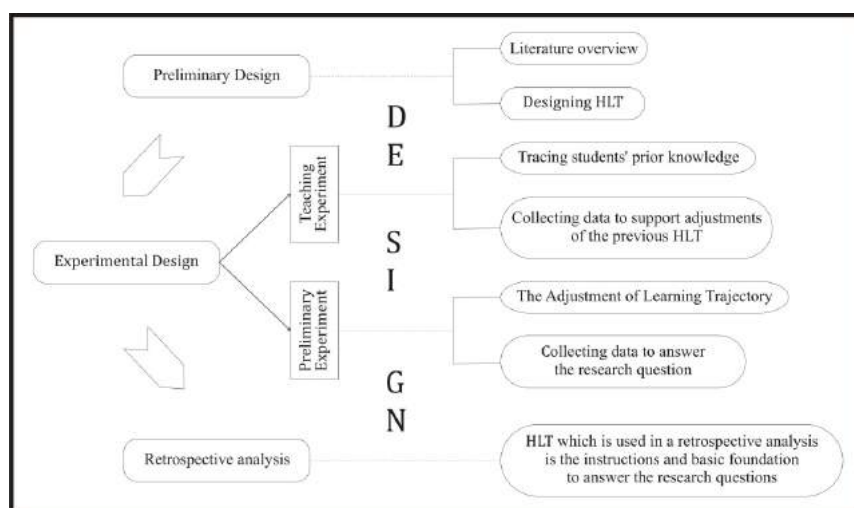 Preliminary Design
Literature overview
Designing HLT
DE
SI
GN
Experimental Design
Teaching
Experiment
Tracing students' prior knowledge
Collecting data to support adjustments
of the previous HLT
Preliminary
Experiment
The Adjustment of Learning Trajectory
Collecting data to answer
the research question
Retrospective analysis
HLT which is used in a retrospective analysis
is the instructions and basic foundation
to answer the research questions